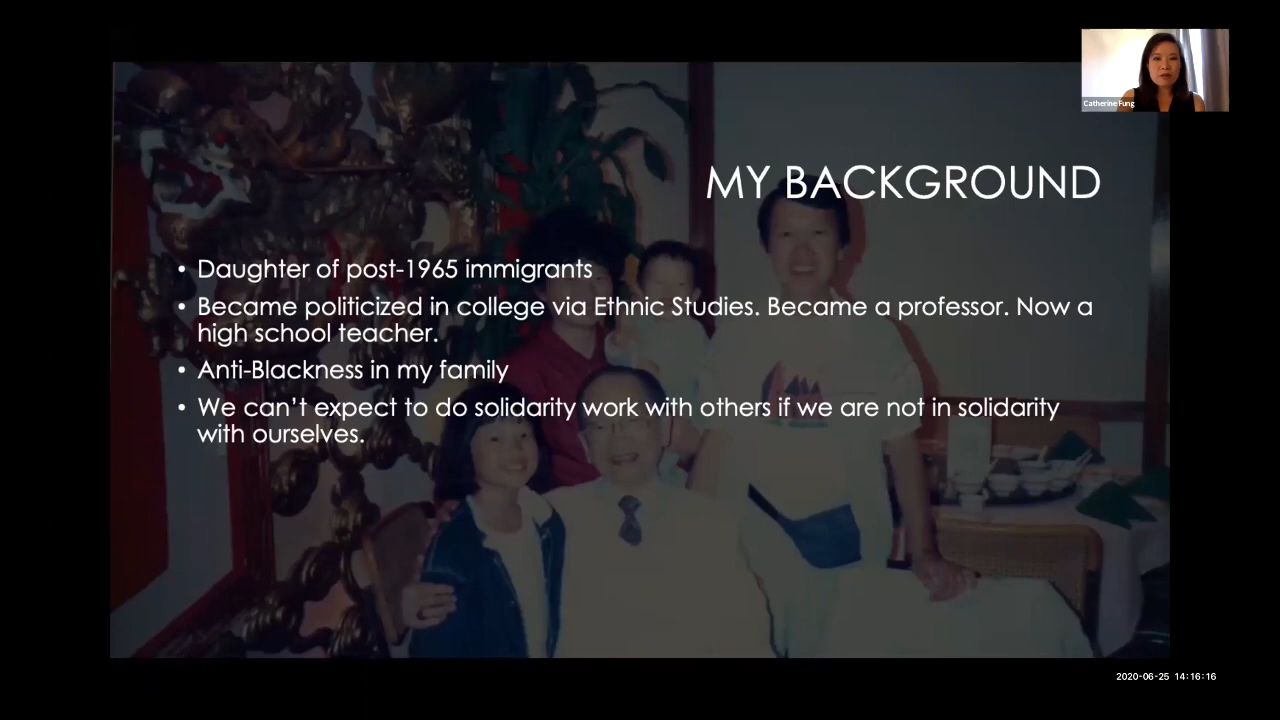 Catherine Fung
MY BACKGROUND
• Daughter of post-1965 immigrants
• Became politicized in college via Ethnic Studies. Became a professor. Now a
high school teacher.
• Anti-Blackness in my family
• We can’t expect to do solidarity work with others if we are not in solidarity
with ourselves.
2020-06-25 14:16:16